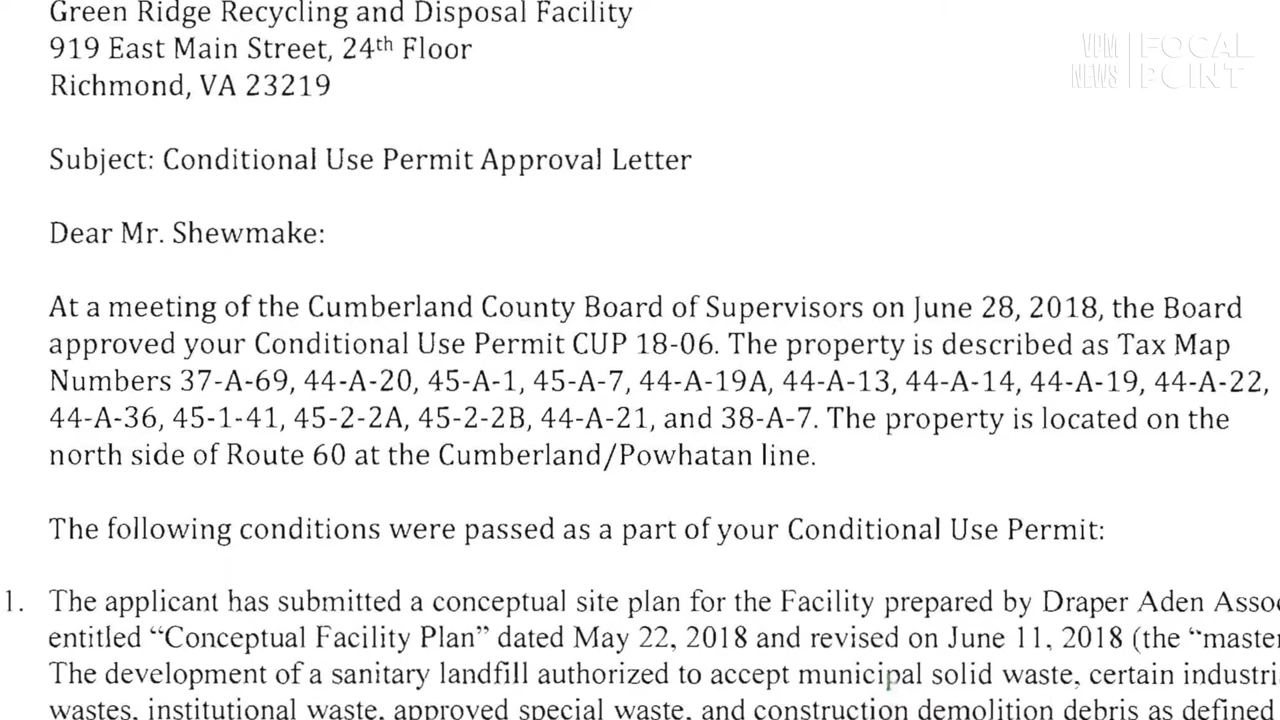 Green Ridge Recycling and Disposal Facility
919 East Main Street, 24th Floor
Richmond, VA 23219
VPM NEWS FOCAL POINT
Subject: Conditional Use Permit Approval Letter
Dear Mr. Shewmake:
At a meeting of the Cumberland County Board of Supervisors on June 28, 2018, the Board
approved your Conditional Use Permit CUP 18-06. The property is described as Tax Map
Numbers 37-A-69, 44-A-20, 45-A-1, 45-A-7, 44-A-19A, 44-A-13, 44-A-14, 44-A-19, 44-A-22,
44-A-36, 45-1-41, 45-2-2A, 45-2-2B, 44-A-21, and 38-A-7. The property is located on the
north side of Route 60 at the Cumberland/Powhatan line.
The following conditions were passed as a part of your Conditional Use Permit:
1. The applicant has submitted a conceptual site plan for the Facility prepared by Draper Aden Assoc
entitled “Conceptual Facility Plan” dated May 22, 2018 and revised on June 11, 2018 (the “master
The development of a sanitary landfill authorized to accept municipal solid waste, certain industri
wastes, institutional waste, approved special waste, and construction demolition debris as defined